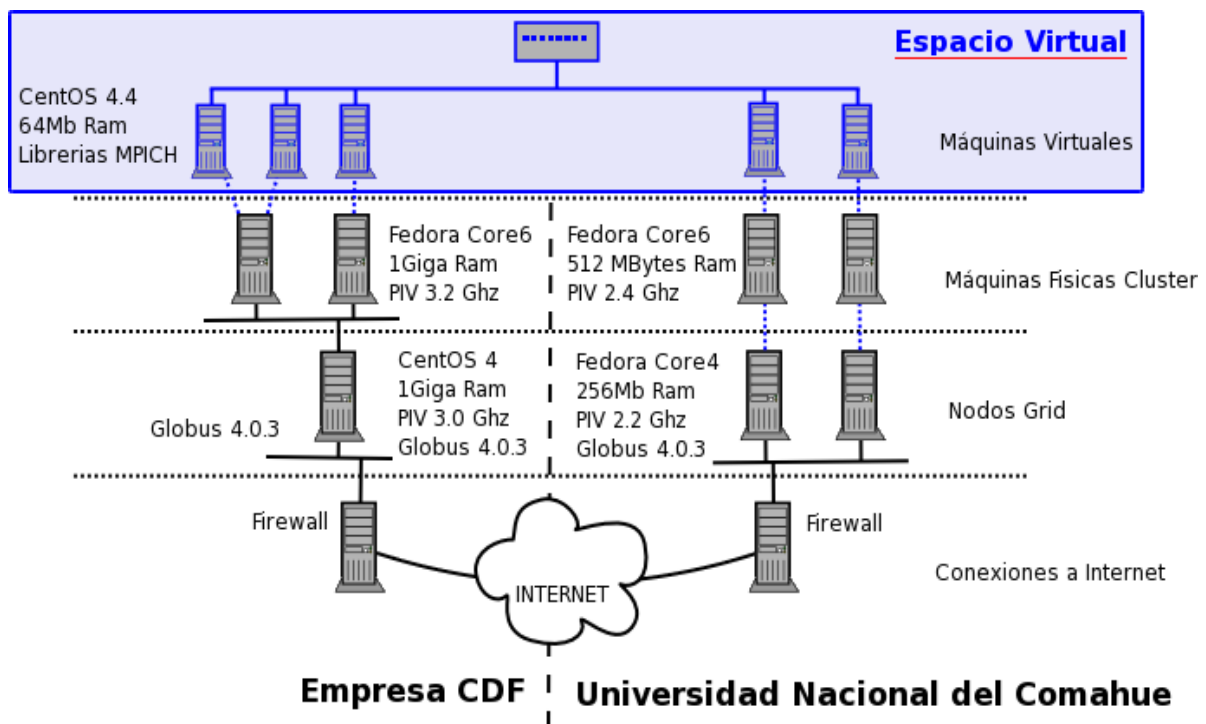 Espacio Virtual
CentOS 4.4
64Mb Ram
Librerias MPICH
Máquinas Virtuales
Fedora Core6
1Giga Ram
PIV 3.2 Ghz
Fedora Core6
512 MBytes Ram
PIV 2.4 Ghz
Máquinas Fisicas Cluster
Globus 4.0.3
CentOS 4
1Giga Ram
PIV 3.0 Ghz
Globus 4.0.3
Fedora Core4
256Mb Ram
PIV 2.2 Ghz
Globus 4.0.3
Nodos Grid
Firewall
INTERNET
Firewall
Conexiones a Internet
Empresa CDF
Universidad Nacional del Comahue